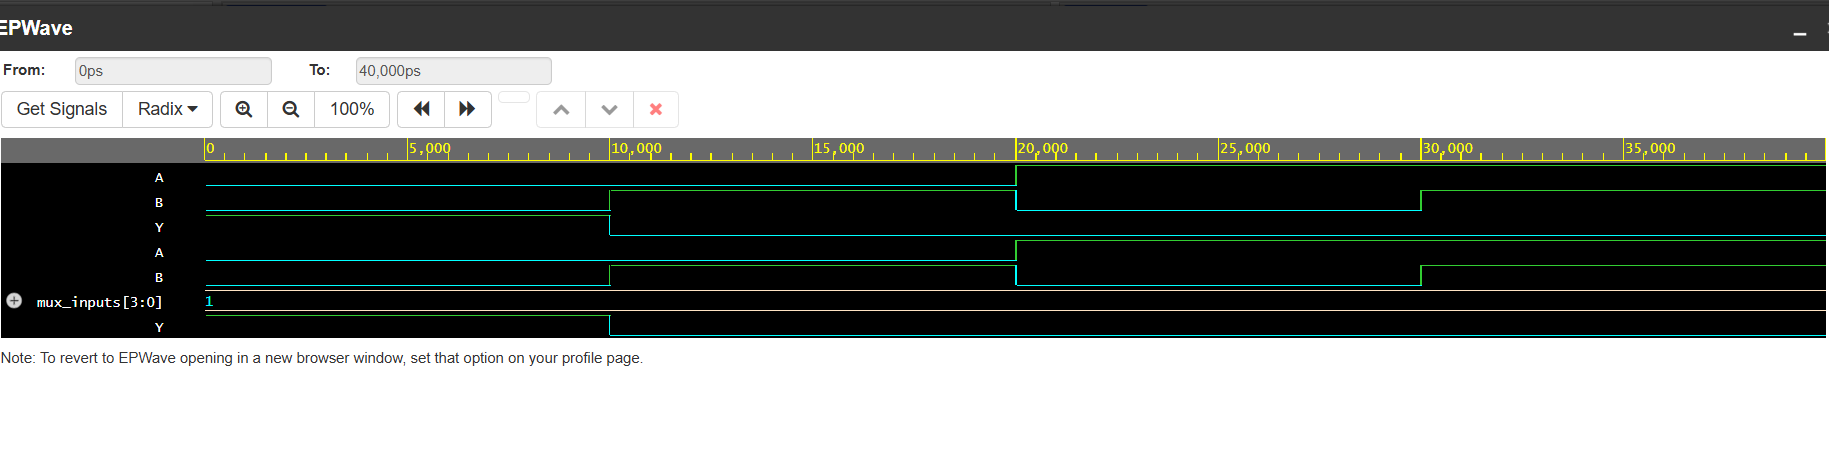 EPWave
From: 0ps To: 40,000ps
Get Signals Radix 100%
0 5,000 10,000 15,000 20,000 25,000 30,000 35,000
A
B
Y
A
B
mux_inputs[3:0] 1
Y
Note: To revert to EPWave opening in a new browser window, set that option on your profile page.